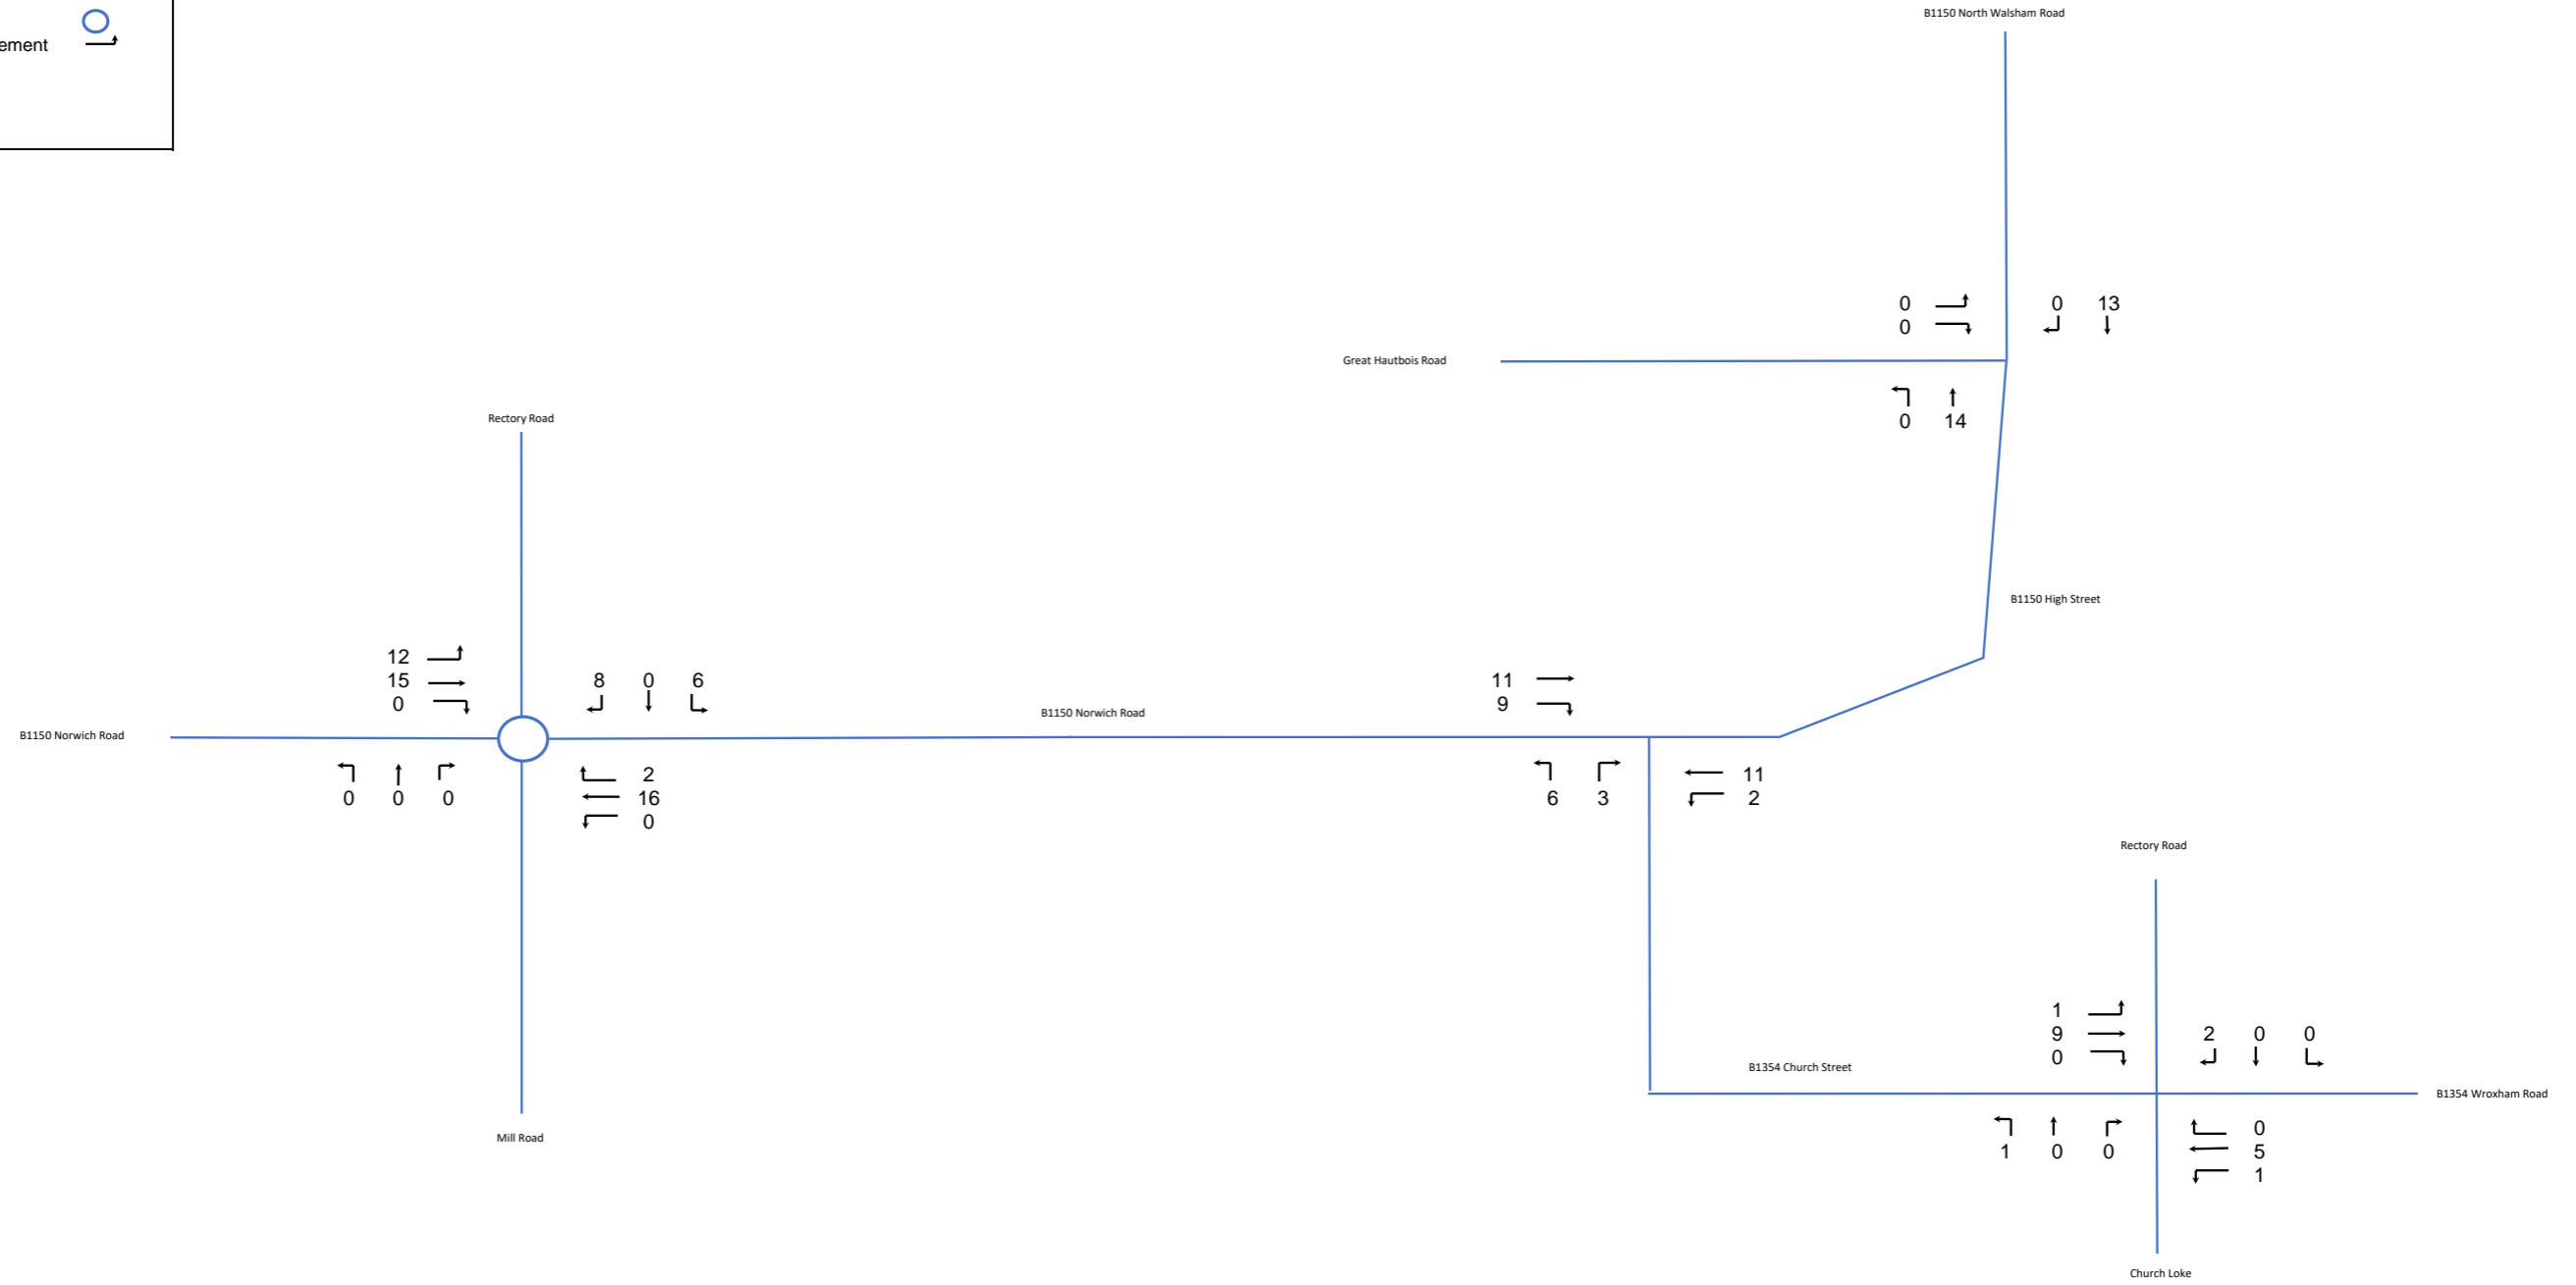 B1150 North Walsham Road
ement
0
0
0 13
Great Hautbois Road
0 14
Rectory Road
B1150 High Street
12
15
0
8 0 6
11
9
B1150 Norwich Road
B1150 Norwich Road
0 0 0
2
16
0
6 3
11
2
Rectory Road
1
9
0
2 0 0
B1354 Church Street
B1354 Wroxham Road
Mill Road
1 0 0
0
5
1
Church Loke